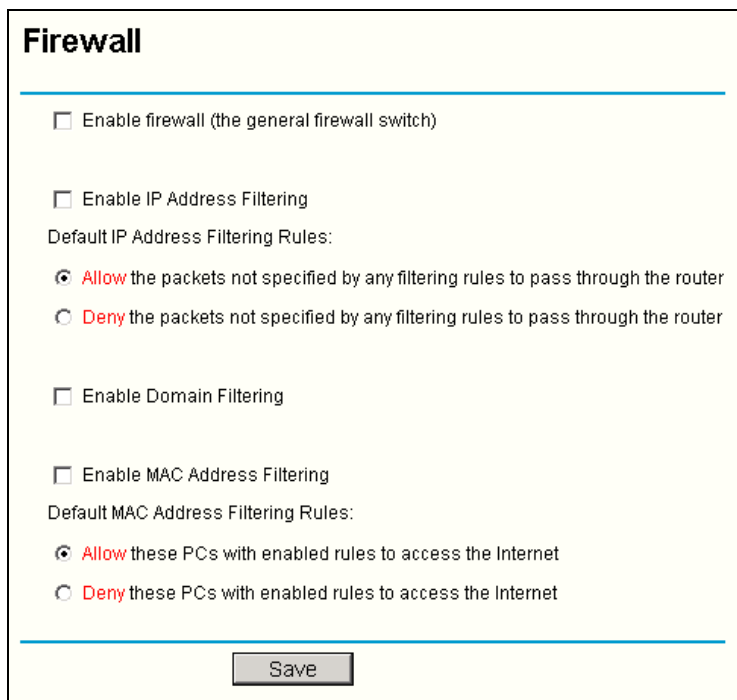 Firewall
Enable firewall (the general firewall switch)
Enable IP Address Filtering
Default IP Address Filtering Rules:
Allow the packets not specified by any filtering rules to pass through the router
Deny the packets not specified by any filtering rules to pass through the router
Enable Domain Filtering
Enable MAC Address Filtering
Default MAC Address Filtering Rules:
Allow these PCs with enabled rules to access the Internet
Deny these PCs with enabled rules to access the Internet
Save